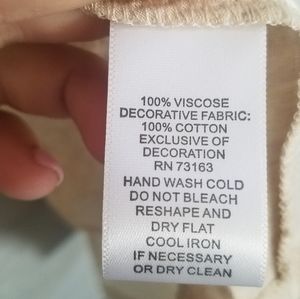 100% VISCOSE
DECORATIVE FABRIC:
100% COTTON
EXCLUSIVE OF
DECORATION
RN 73163
HAND WASH COLD
DO NOT BLEACH
RESHAPE AND
DRY FLAT
COOL IRON
IF NECESSARY
OR DRY CLEAN